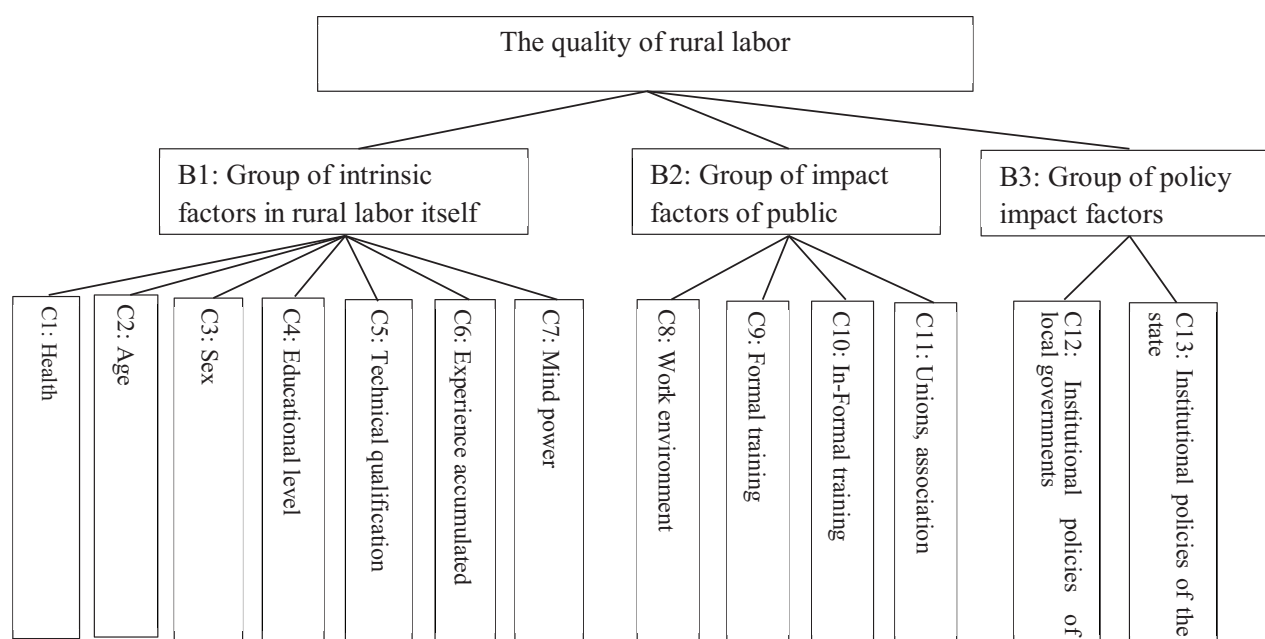 The quality of rural labor
B1: Group of intrinsic
factors in rural labor itself
B2: Group of impact
factors of public
B3: Group of policy
impact factors
C1: Health
C2: Age
C3: Sex
C4: Educational level
C5: Technical qualification
C6: Experience accumulated
C7: Mind power
C8: Work environment
C9: Formal training
C10: In-Formal training
C11: Unions, association
C12: Institutional policies of
local governments
C13: Institutional policies of the
state